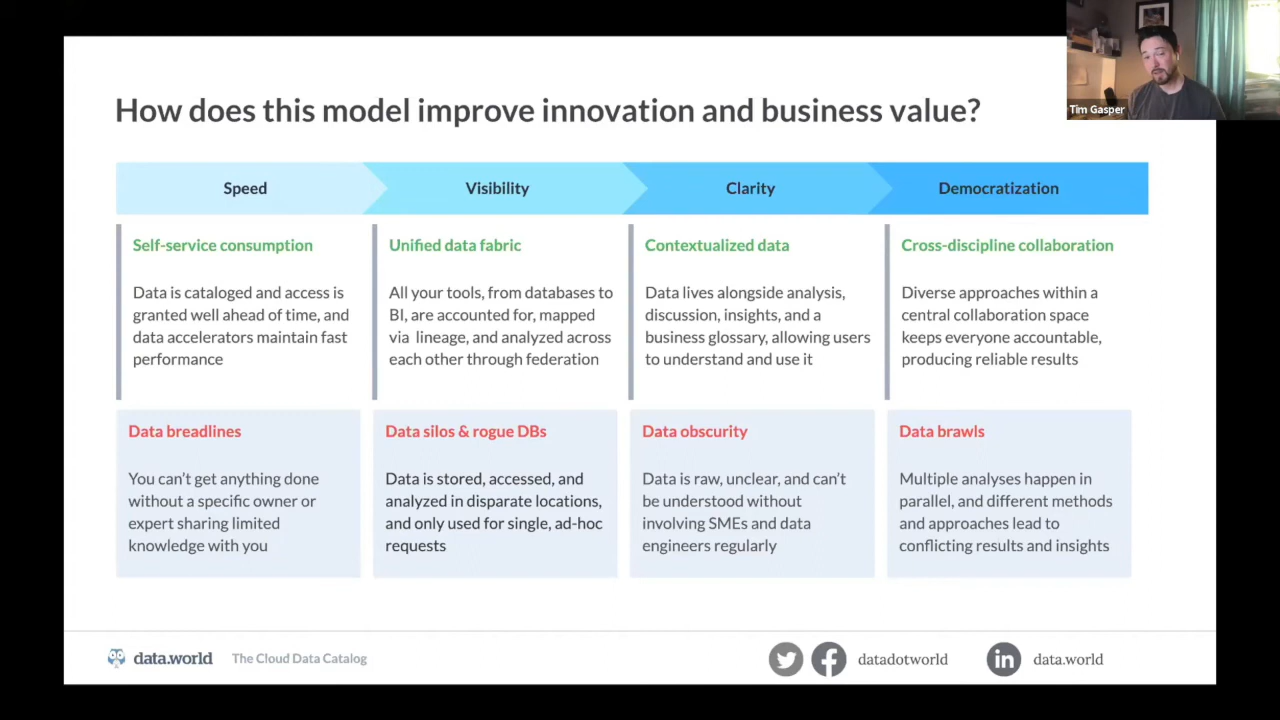 Tim Gasper
How does this model improve innovation and business value?
Speed
Visibility
Clarity
Democratization
Self-service consumption
Data is cataloged and access is
granted well ahead of time, and
data accelerators maintain fast
performance
Unified data fabric
All your tools, from databases to
BI, are accounted for, mapped
via lineage, and analyzed across
each other through federation
Contextualized data
Data lives alongside analysis,
discussion, insights, and a
business glossary, allowing users
to understand and use it
Cross-discipline collaboration
Diverse approaches within a
central collaboration space
keeps everyone accountable,
producing reliable results
Data breadlines
You can't get anything done
without a specific owner or
expert sharing limited
knowledge with you
Data silos & rogue DBs
Data is stored, accessed, and
analyzed in disparate locations,
and only used for single, ad-hoc
requests
Data obscurity
Data is raw, unclear, and can't
be understood without
involving SMEs and data
engineers regularly
Data brawls
Multiple analyses happen in
parallel, and different methods
and approaches lead to
conflicting results and insights
data.world
The Cloud Data Catalog
datadotworld
in
data.world